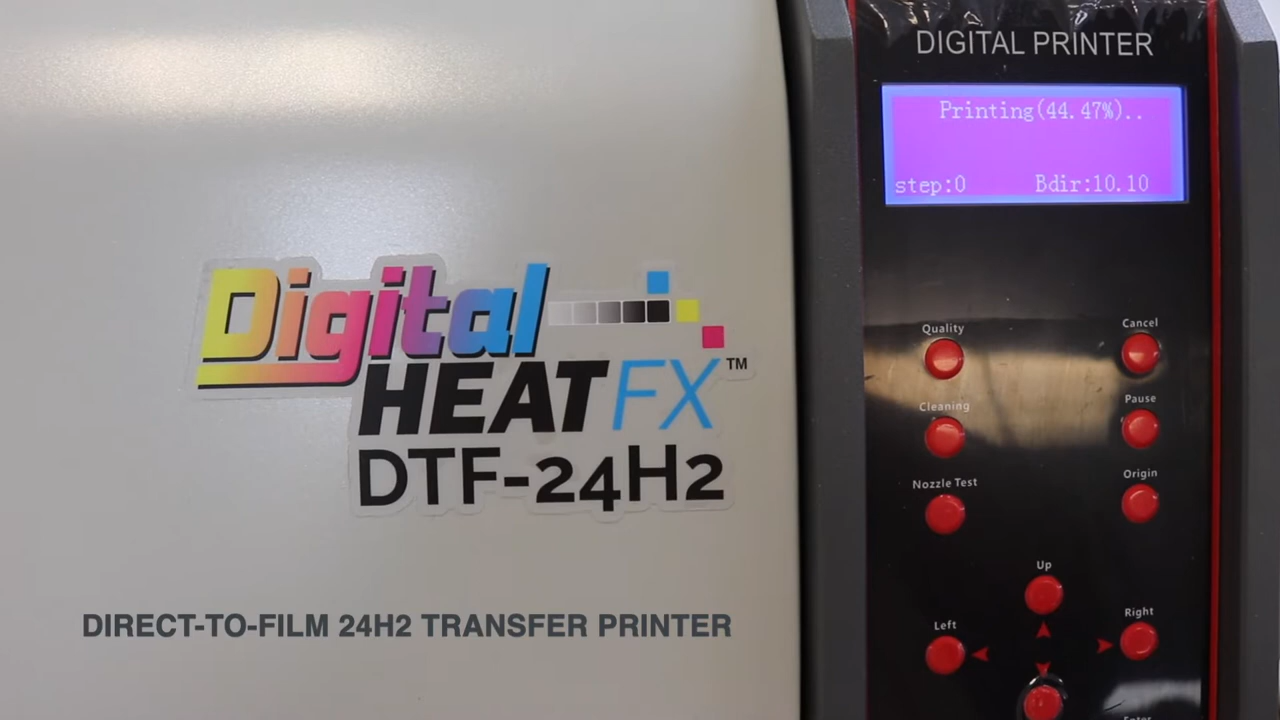 DIGITAL PRINTER
Printing(44.47%)..
step:0 Bdir:10.10
Digital
HEAT FX™
DTF-24H2
DIRECT-TO-FILM 24H2 TRANSFER PRINTER
Quality
Cancel
Cleaning
Pause
Nozzle Test
Origin
Up
Left
Right